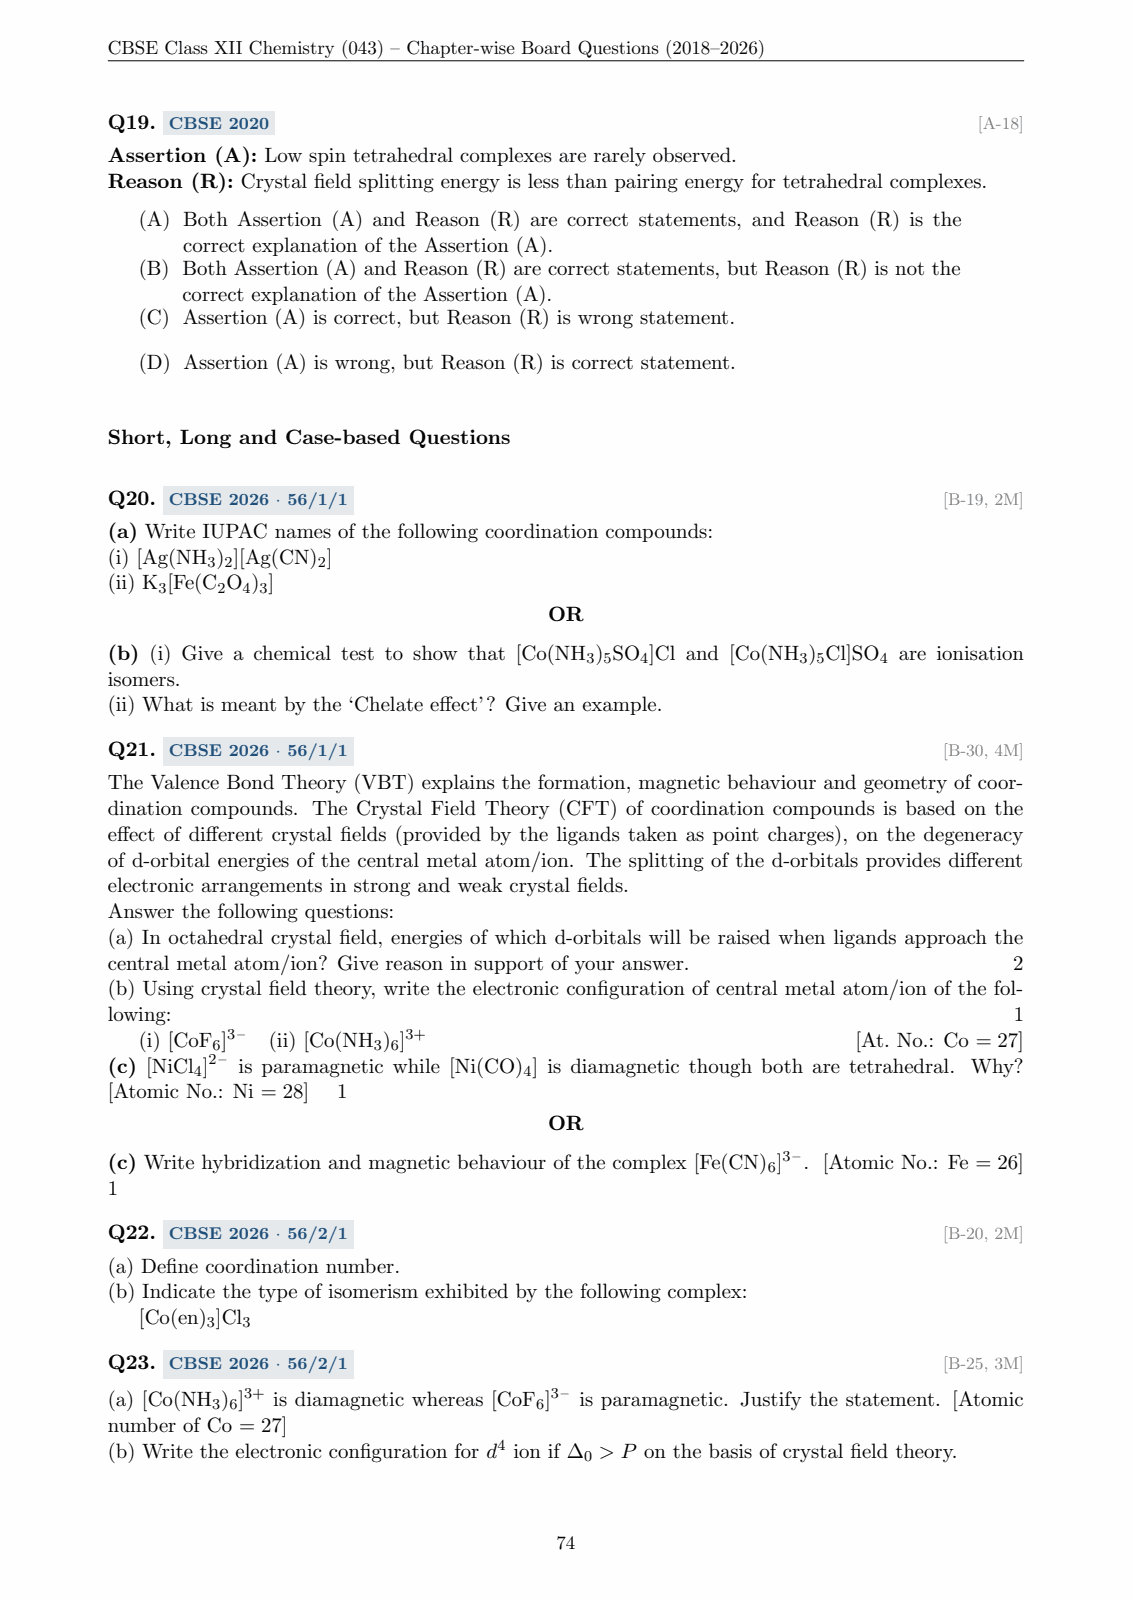 CBSE Class XII Chemistry (043) – Chapter-wise Board Questions (2018–2026)
Q19. CBSE 2020 [A-18]
Assertion (A): Low spin tetrahedral complexes are rarely observed.
Reason (R): Crystal field splitting energy is less than pairing energy for tetrahedral complexes.
(A) Both Assertion (A) and Reason (R) are correct statements, and Reason (R) is the
correct explanation of the Assertion (A).
(B) Both Assertion (A) and Reason (R) are correct statements, but Reason (R) is not the
correct explanation of the Assertion (A).
(C) Assertion (A) is correct, but Reason (R) is wrong statement.
(D) Assertion (A) is wrong, but Reason (R) is correct statement.
Short, Long and Case-based Questions
Q20. CBSE 2026 · 56/1/1 [B-19, 2M]
(a) Write IUPAC names of the following coordination compounds:
(i) [Ag(NH₃)₂][Ag(CN)₂]
(ii) K₃[Fe(C₂O₄)₃]
OR
(b) (i) Give a chemical test to show that [Co(NH₃)₅SO₄]Cl and [Co(NH₃)₅Cl]SO₄ are ionisation
isomers.
(ii) What is meant by the ‘Chelate effect’? Give an example.
Q21. CBSE 2026 · 56/1/1 [B-30, 4M]
The Valence Bond Theory (VBT) explains the formation, magnetic behaviour and geometry of coor-
dination compounds. The Crystal Field Theory (CFT) of coordination compounds is based on the
effect of different crystal fields (provided by the ligands taken as point charges), on the degeneracy
of d-orbital energies of the central metal atom/ion. The splitting of the d-orbitals provides different
electronic arrangements in strong and weak crystal fields.
Answer the following questions:
(a) In octahedral crystal field, energies of which d-orbitals will be raised when ligands approach the
central metal atom/ion? Give reason in support of your answer. 2
(b) Using crystal field theory, write the electronic configuration of central metal atom/ion of the fol-
lowing: 1
(i) [CoF₆]³⁻ (ii) [Co(NH₃)₆]³⁺ [At. No.: Co = 27]
(c) [NiCl₄]²⁻ is paramagnetic while [Ni(CO)₄] is diamagnetic though both are tetrahedral. Why?
[Atomic No.: Ni = 28] 1
OR
(c) Write hybridization and magnetic behaviour of the complex [Fe(CN)₆]³⁻. [Atomic No.: Fe = 26]
1
Q22. CBSE 2026 · 56/2/1 [B-20, 2M]
(a) Define coordination number.
(b) Indicate the type of isomerism exhibited by the following complex:
[Co(en)₃]Cl₃
Q23. CBSE 2026 · 56/2/1 [B-25, 3M]
(a) [Co(NH₃)₆]³⁺ is diamagnetic whereas [CoF₆]³⁻ is paramagnetic. Justify the statement. [Atomic
number of Co = 27]
(b) Write the electronic configuration for d⁴ ion if Δ₀ > P on the basis of crystal field theory.
74